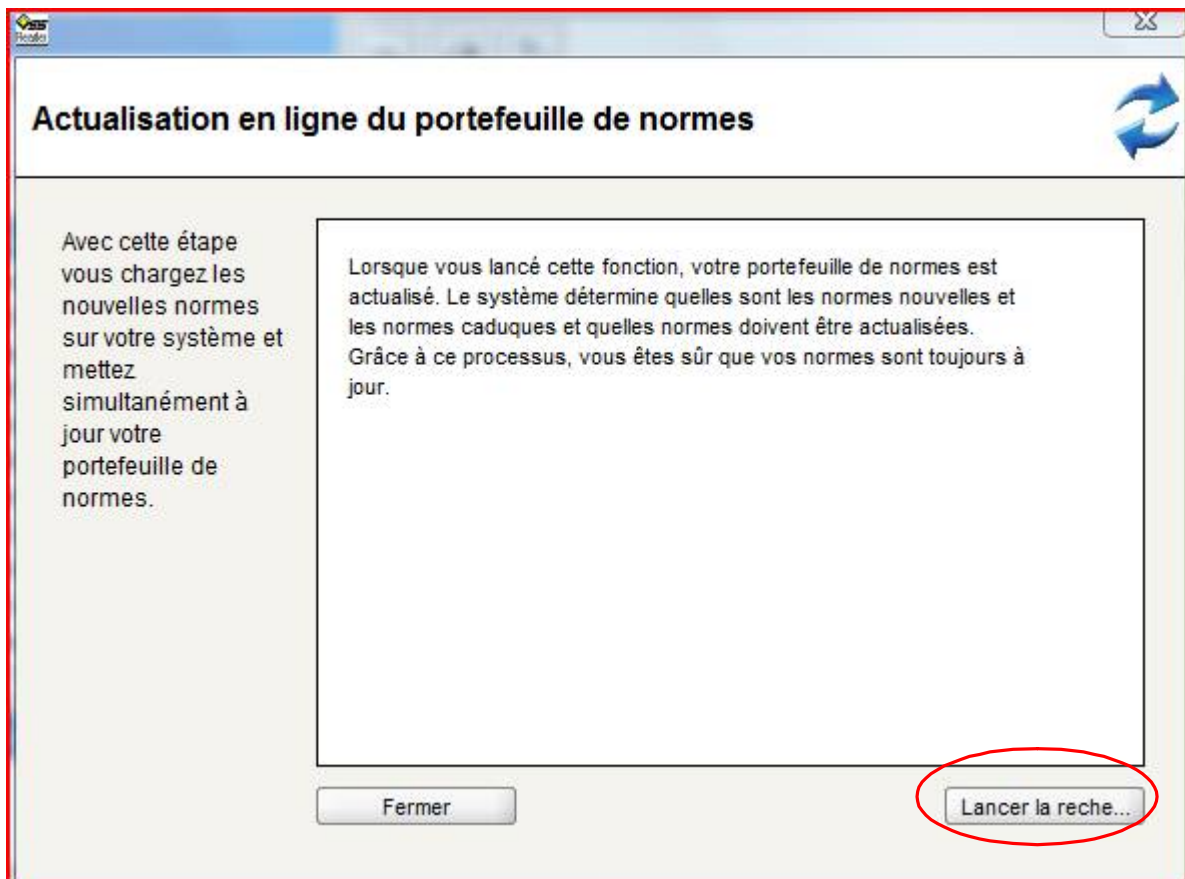 VSS
Reader
Actualisation en ligne du portefeuille de normes
Avec cette étape
vous chargez les
nouvelles normes
sur votre système et
mettez
simultanément à
jour votre
portefeuille de
normes.
Lorsque vous lancé cette fonction, votre portefeuille de normes est
actualisé. Le système détermine quelles sont les normes nouvelles et
les normes caduques et quelles normes doivent être actualisées.
Grâce à ce processus, vous êtes sûr que vos normes sont toujours à
jour.
Fermer
Lancer la reche...